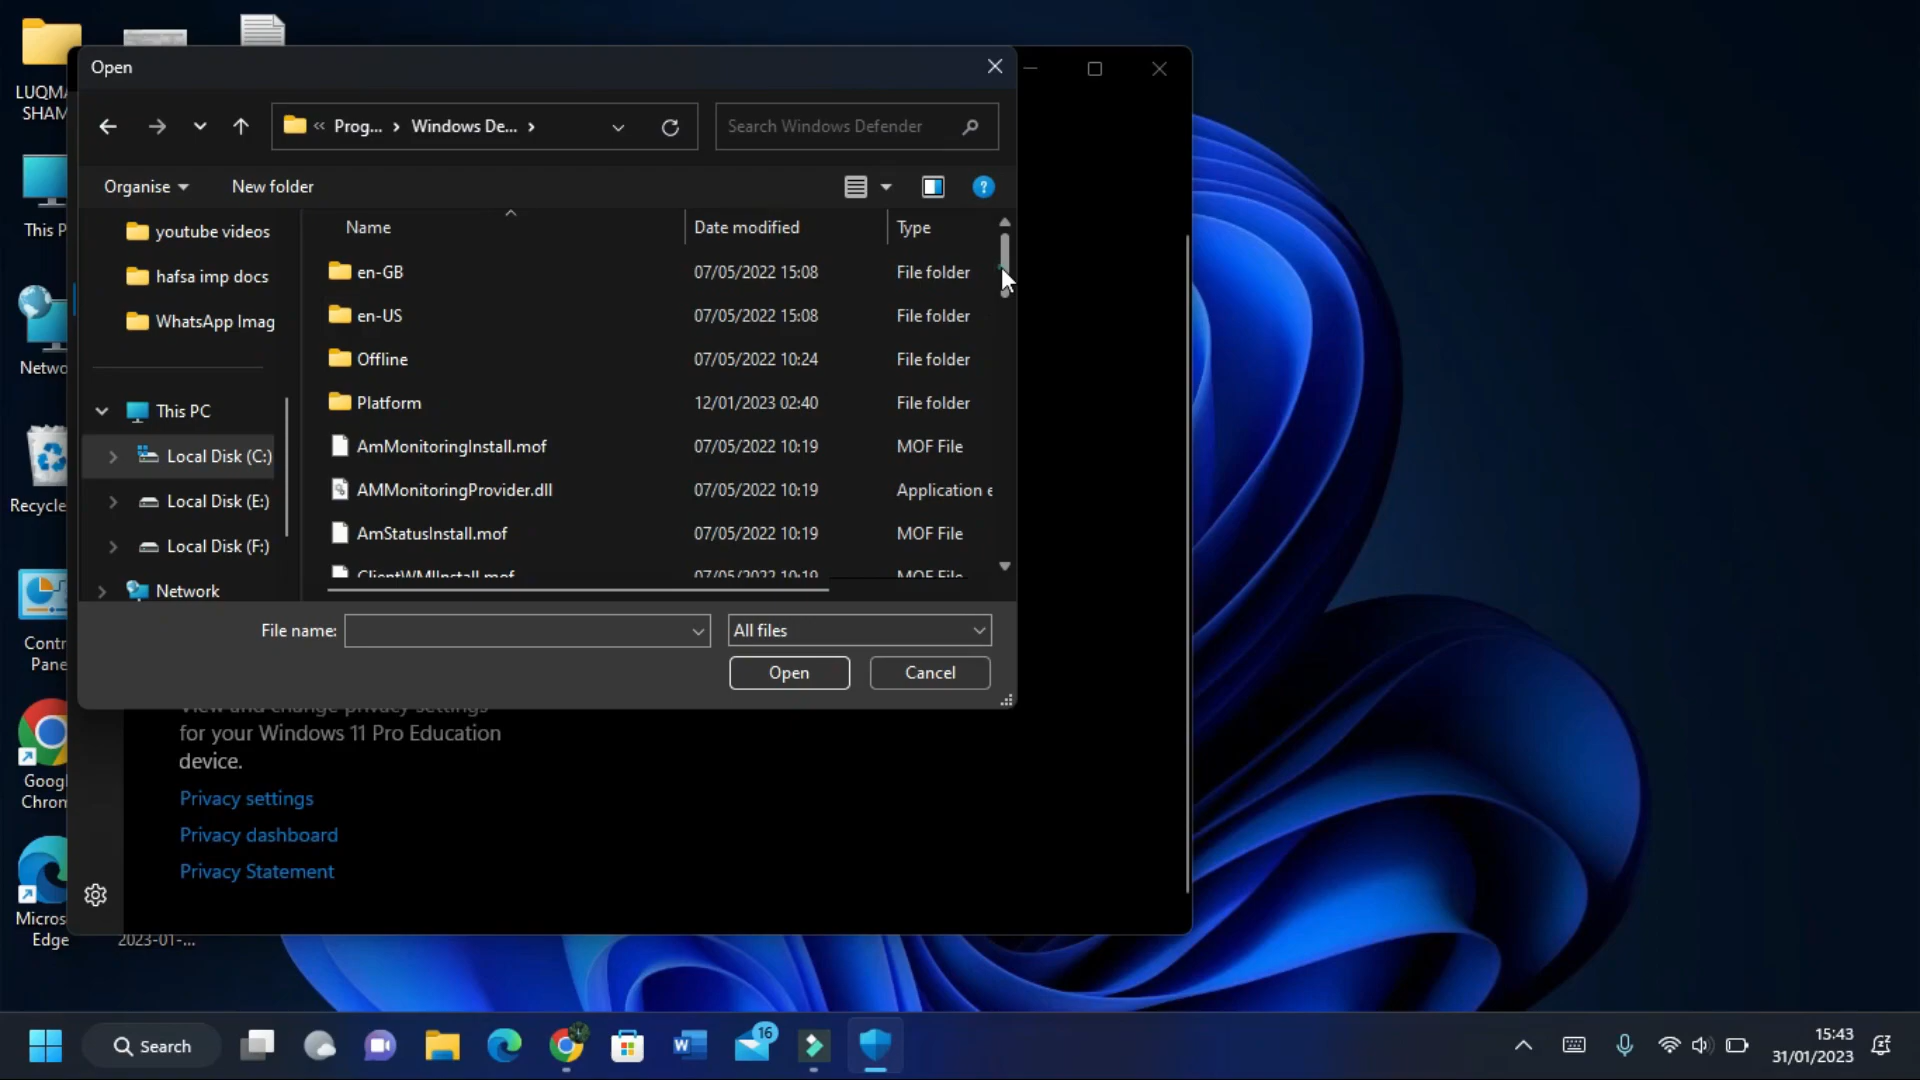 Open
Prog...
Windows De...
Search Windows Defender
Organise
New folder
youtube videos
hafsa imp docs
WhatsApp Imag
This PC
Local Disk (C:)
Local Disk (E:)
Local Disk (F:)
Network
Name Date modified Type
en-GB 07/05/2022 15:08 File folder
en-US 07/05/2022 15:08 File folder
Offline 07/05/2022 10:24 File folder
Platform 12/01/2023 02:40 File folder
AmMonitoringInstall.mof 07/05/2022 10:19 MOF File
AMMonitoringProvider.dll 07/05/2022 10:19 Application e
AmStatusInstall.mof 07/05/2022 10:19 MOF File
ClientWMIInstall.mof 07/05/2022 10:19 MOF File
File name:
All files
Open
Cancel
View and change privacy settings
for your Windows 11 Pro Education
device.
Privacy settings
Privacy dashboard
Privacy Statement
LUQMA
SHAM
This P
Netwo
Recycle
Contr
Pane
Googl
Chrom
Micros
Edge
2023-01-...
Search
16
15:43
31/01/2023